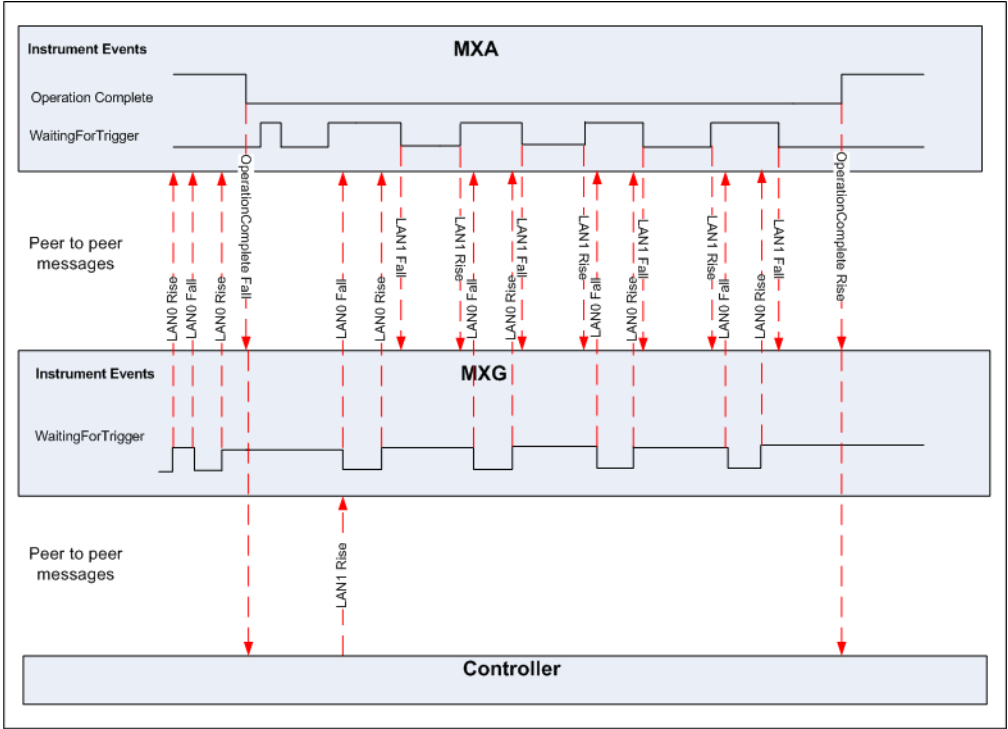 Instrument Events
MXA
Operation Complete
WaitingForTrigger
Peer to peer
messages
LAN0 Rise
LAN0 Fall
LAN0 Rise
OperationComplete Fall
LAN0 Fall
LAN0 Rise
LAN1 Fall
LAN1 Rise
LAN0 Fall
LAN0 Rise
LAN1 Fall
LAN1 Rise
LAN0 Fall
LAN0 Rise
LAN1 Fall
LAN1 Rise
LAN0 Fall
LAN0 Rise
LAN1 Fall
OperationComplete Rise
Instrument Events
MXG
WaitingForTrigger
Peer to peer
messages
LAN1 Rise
Controller